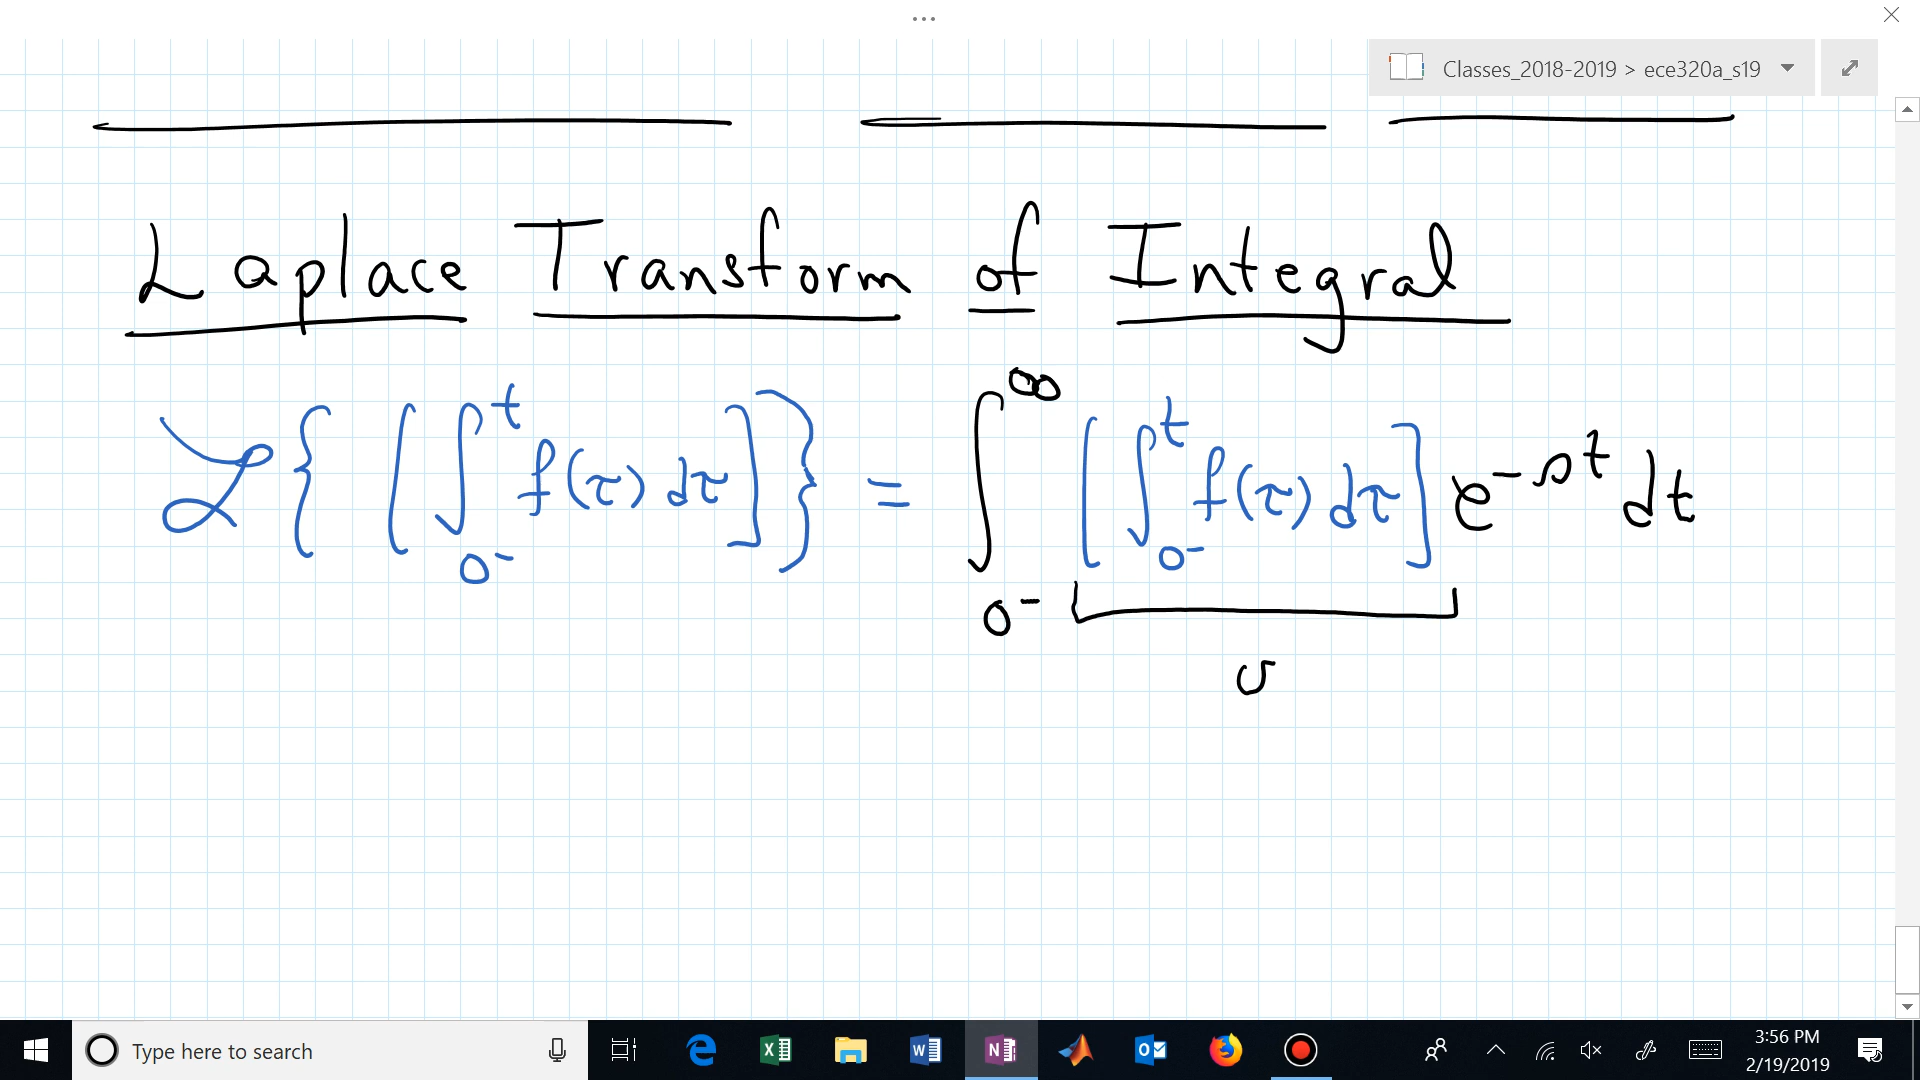 Classes_2018-2019 > ece320a_s19
Laplace Transform of Integral
ℒ{[∫₀₋ᵗ f(τ) dτ]} = ∫₀₋^∞ [∫₀₋ᵗ f(τ) dτ] e^(-st) dt
Type here to search
3:56 PM
2/19/2019